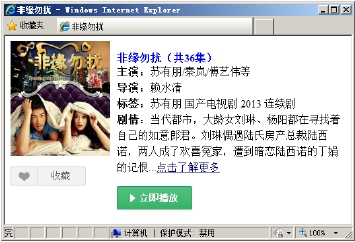 非缘勿扰 - Windows Internet Explorer
收藏夹 非缘勿扰
非缘勿扰
非缘勿扰（共36集）
主演：苏有朋/秦岚/傅艺伟等
导演：赖水清
标签：苏有朋 国产电视剧 2013 连续剧
剧情：当代都市，大龄女刘琳、杨阳都在寻找着
自己的如意郎君。刘琳偶遇陆氏房产总裁陆西
诺，两人成了欢喜冤家，遭到暗恋陆西诺的丁娟
的记恨...点击了解更多
收藏
立即播放
完 计算机 | 保护模式: 禁用 100%